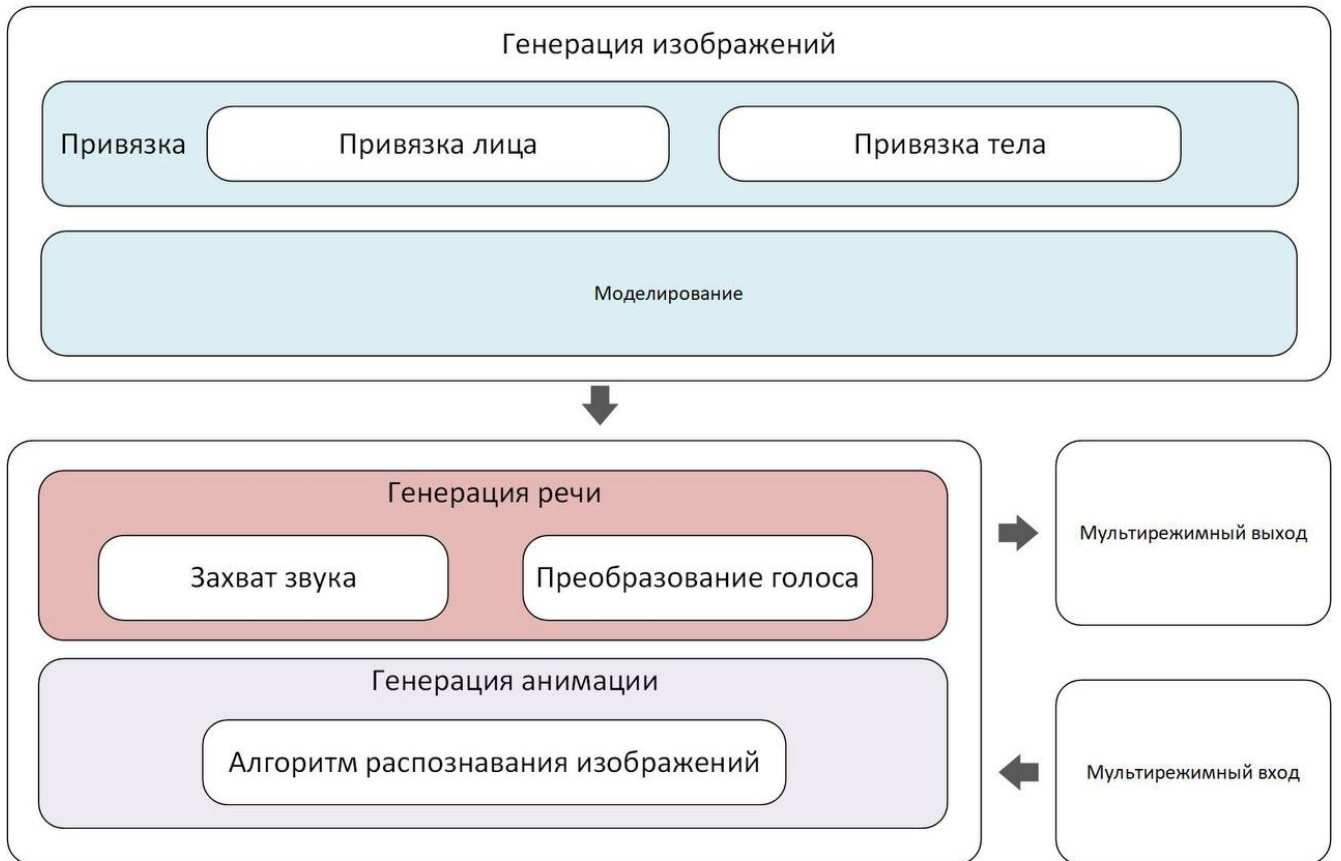 Генерация изображений
Привязка
Привязка лица
Привязка тела
Моделирование
Генерация речи
Захват звука
Преобразование голоса
Мультирежимный выход
Генерация анимации
Алгоритм распознавания изображений
Мультирежимный вход